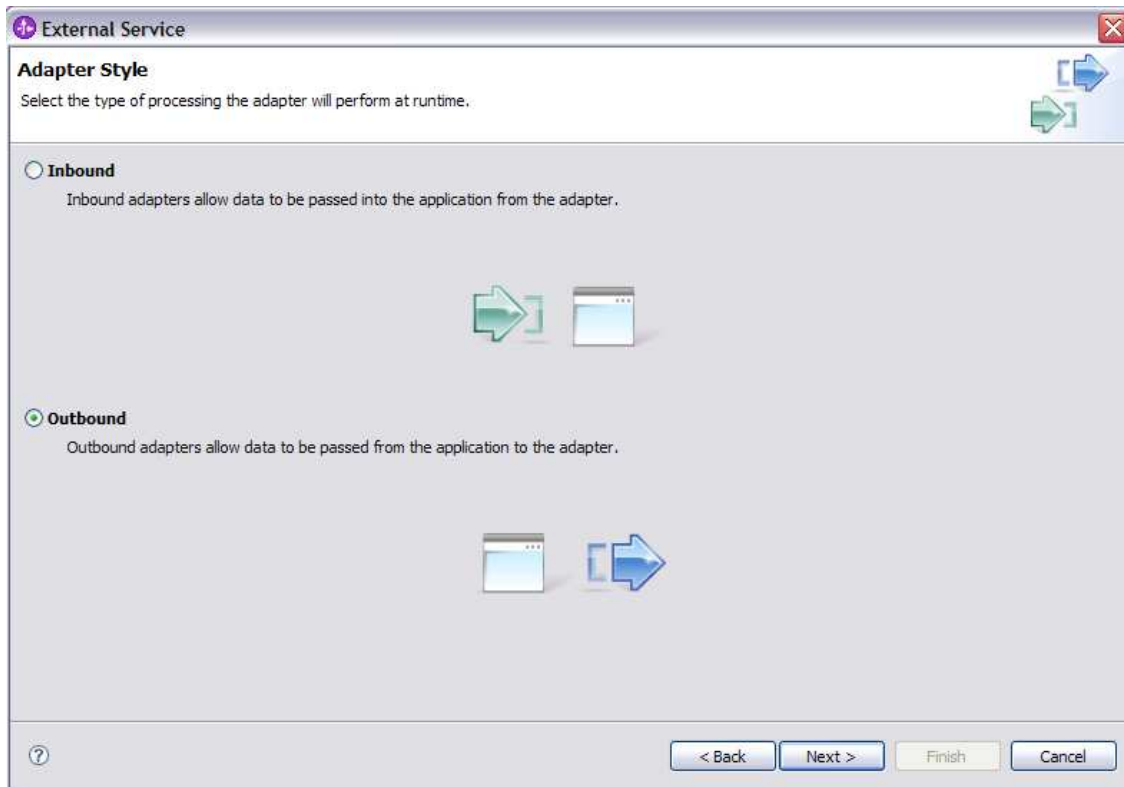 External Service
Adapter Style
Select the type of processing the adapter will perform at runtime.
Inbound
Inbound adapters allow data to be passed into the application from the adapter.
Outbound
Outbound adapters allow data to be passed from the application to the adapter.
?
< Back Next > Finish Cancel